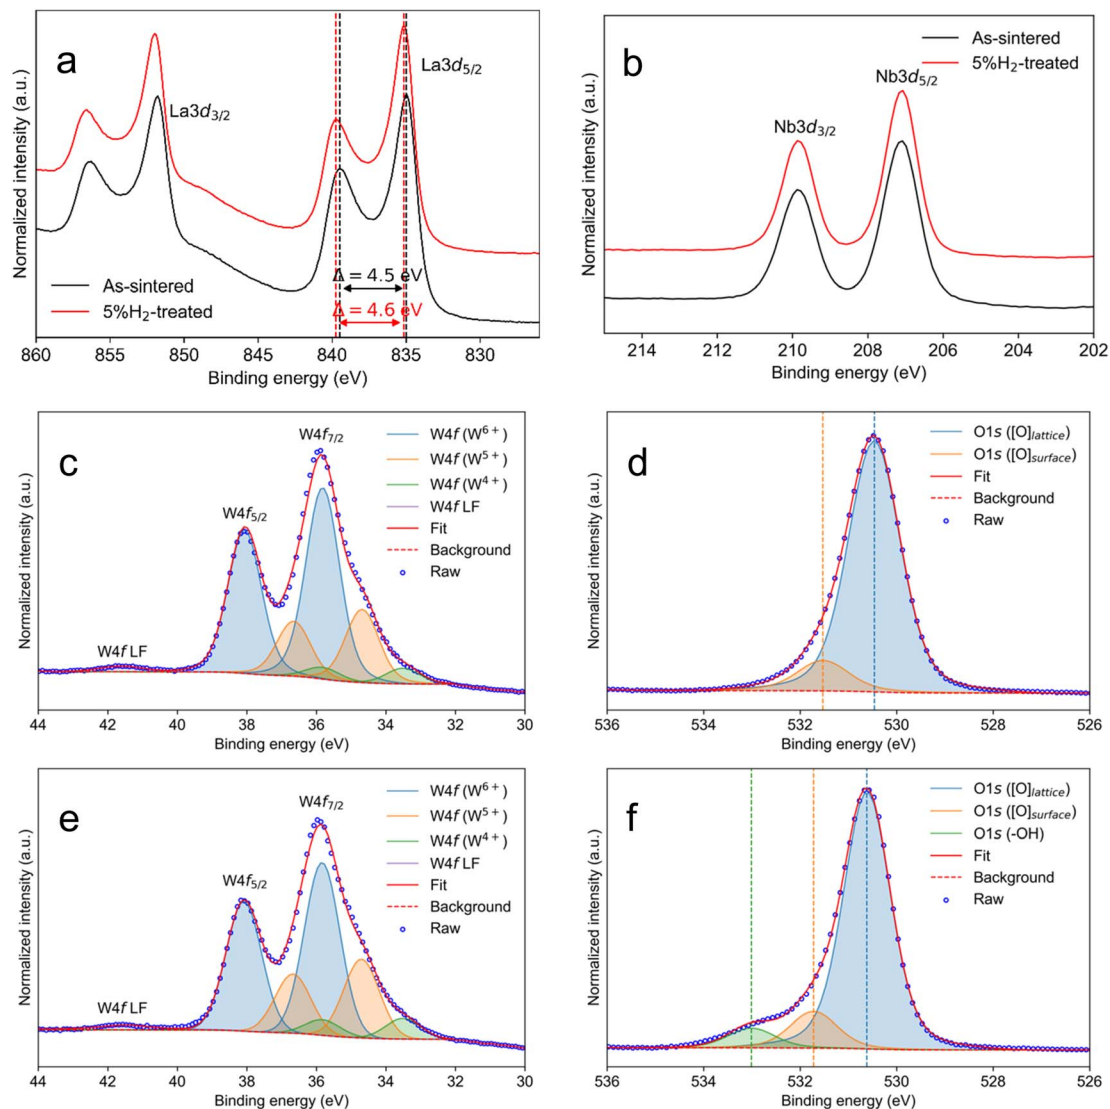 a
La3d3/2
La3d5/2
As-sintered
5%H2-treated
Δ = 4.5 eV
Δ = 4.6 eV
Normalized intensity (a.u.)
860 855 850 845 840 835 830
Binding energy (eV)
b
As-sintered
5%H2-treated
Nb3d5/2
Nb3d3/2
Normalized intensity (a.u.)
214 212 210 208 206 204 202
Binding energy (eV)
c
W4f7/2
W4f5/2
W4f LF
W4f (W6+)
W4f (W5+)
W4f (W4+)
W4f LF
Fit
Background
Raw
Normalized intensity (a.u.)
44 42 40 38 36 34 32 30
Binding energy (eV)
d
O1s ([O]lattice)
O1s ([O]surface)
Fit
Background
Raw
Normalized intensity (a.u.)
536 534 532 530 528 526
Binding energy (eV)
e
W4f7/2
W4f5/2
W4f LF
W4f (W6+)
W4f (W5+)
W4f (W4+)
W4f LF
Fit
Background
Raw
Normalized intensity (a.u.)
44 42 40 38 36 34 32 30
Binding energy (eV)
f
O1s ([O]lattice)
O1s ([O]surface)
O1s (-OH)
Fit
Background
Raw
Normalized intensity (a.u.)
536 534 532 530 528 526
Binding energy (eV)